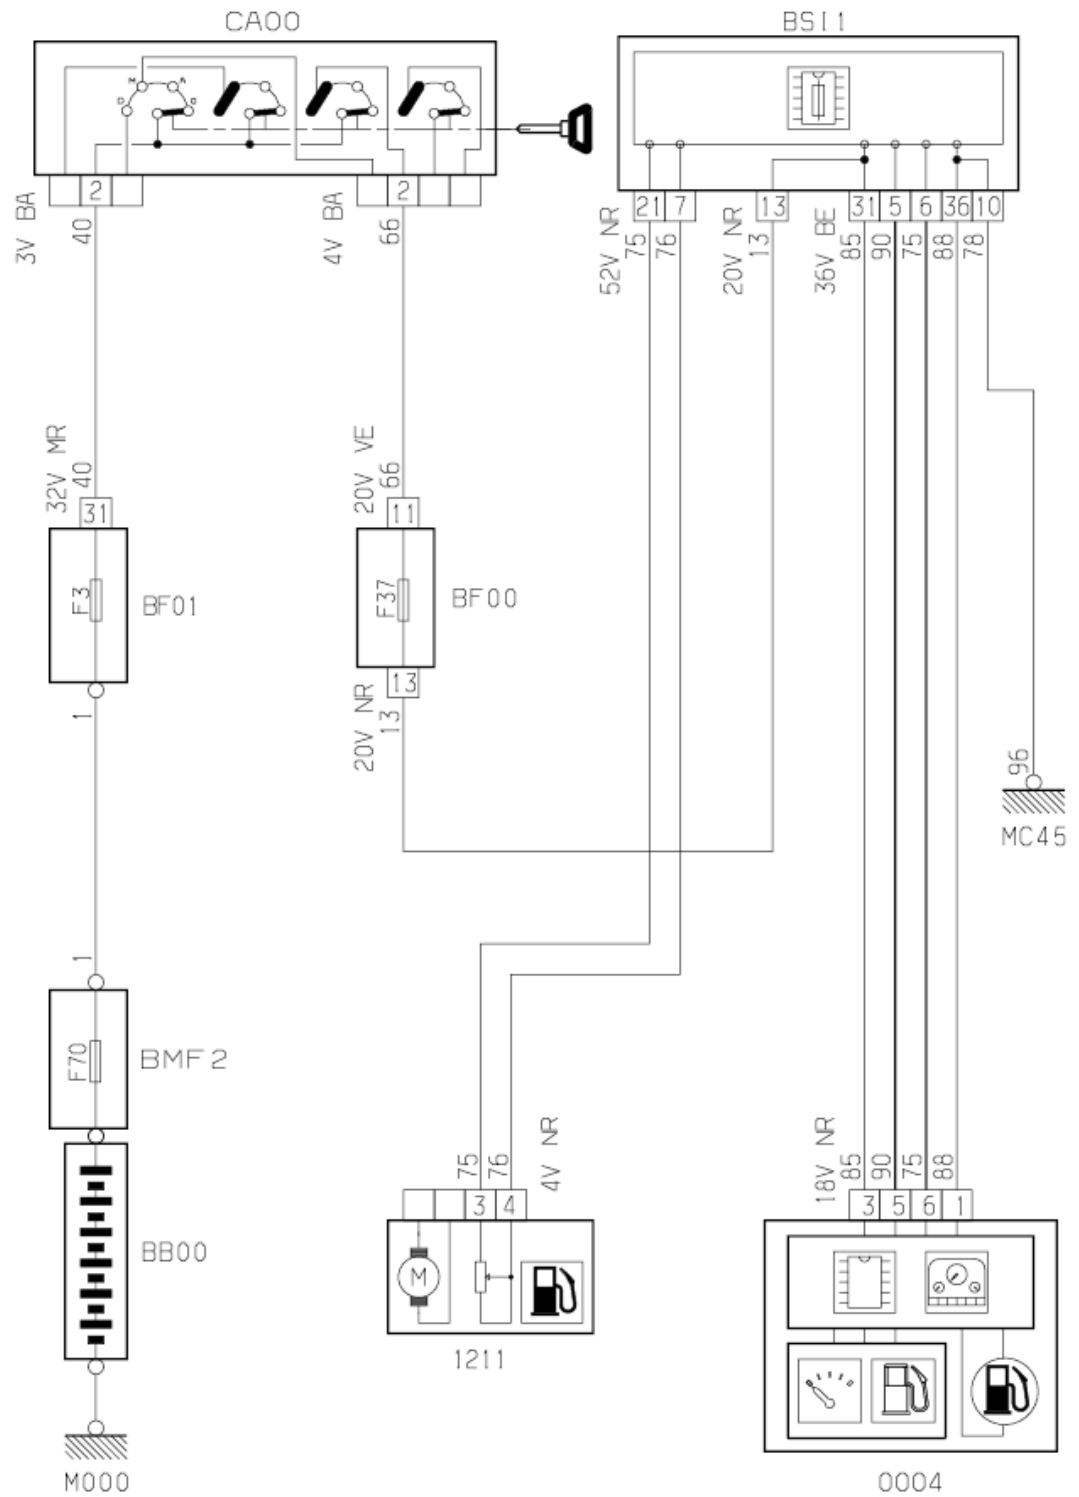 CA00
BSI1
M
A
D
D
3V BA
2
40
4V BA
2
66
52V NR
21
7
75
76
20V NR
13
13
36V BE
31
5
6
36
10
85
90
75
88
78
32V MR
40
31
F3
BF01
1
20V VE
66
11
F37
BF00
13
20V NR
13
96
MC45
1
F70
BMF2
BB00
M000
75
76
4V NR
3
4
M
1211
18V NR
85
90
75
88
3
5
6
1
0004